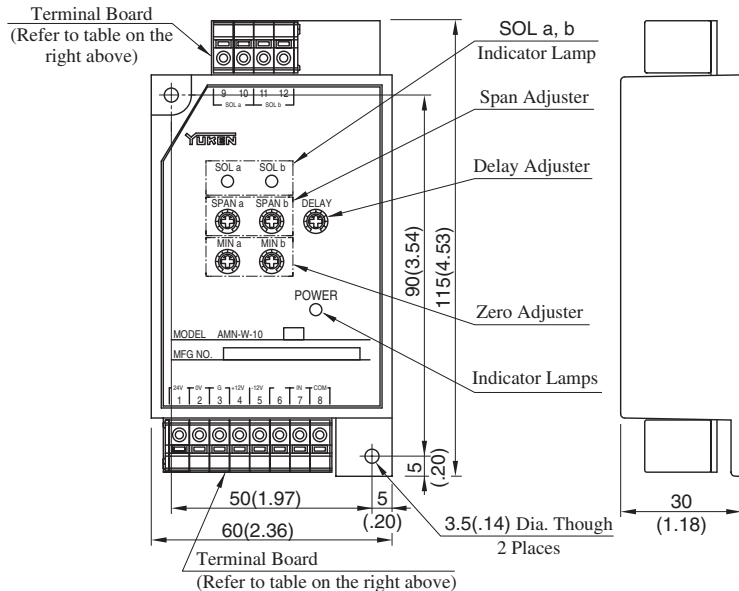 Terminal Board
(Refer to table on the
right above)
SOL a, b
Indicator Lamp
9 10 11 12
SOL a SOL b
Span Adjuster
YUKEN
SOL a SOL b
Delay Adjuster
SPAN a SPAN b DELAY
MIN a MIN b
90(3.54)
115(4.53)
POWER
Zero Adjuster
MODEL AMN-W-10
MFG NO.
Indicator Lamps
24V 0V G +12V -12V IN COM
1 2 3 4 5 6 7 8
5
(.20)
50(1.97)
5
(.20)
60(2.36)
3.5(.14) Dia. Though
2 Places
30
(1.18)
Terminal Board
(Refer to table on the right above)